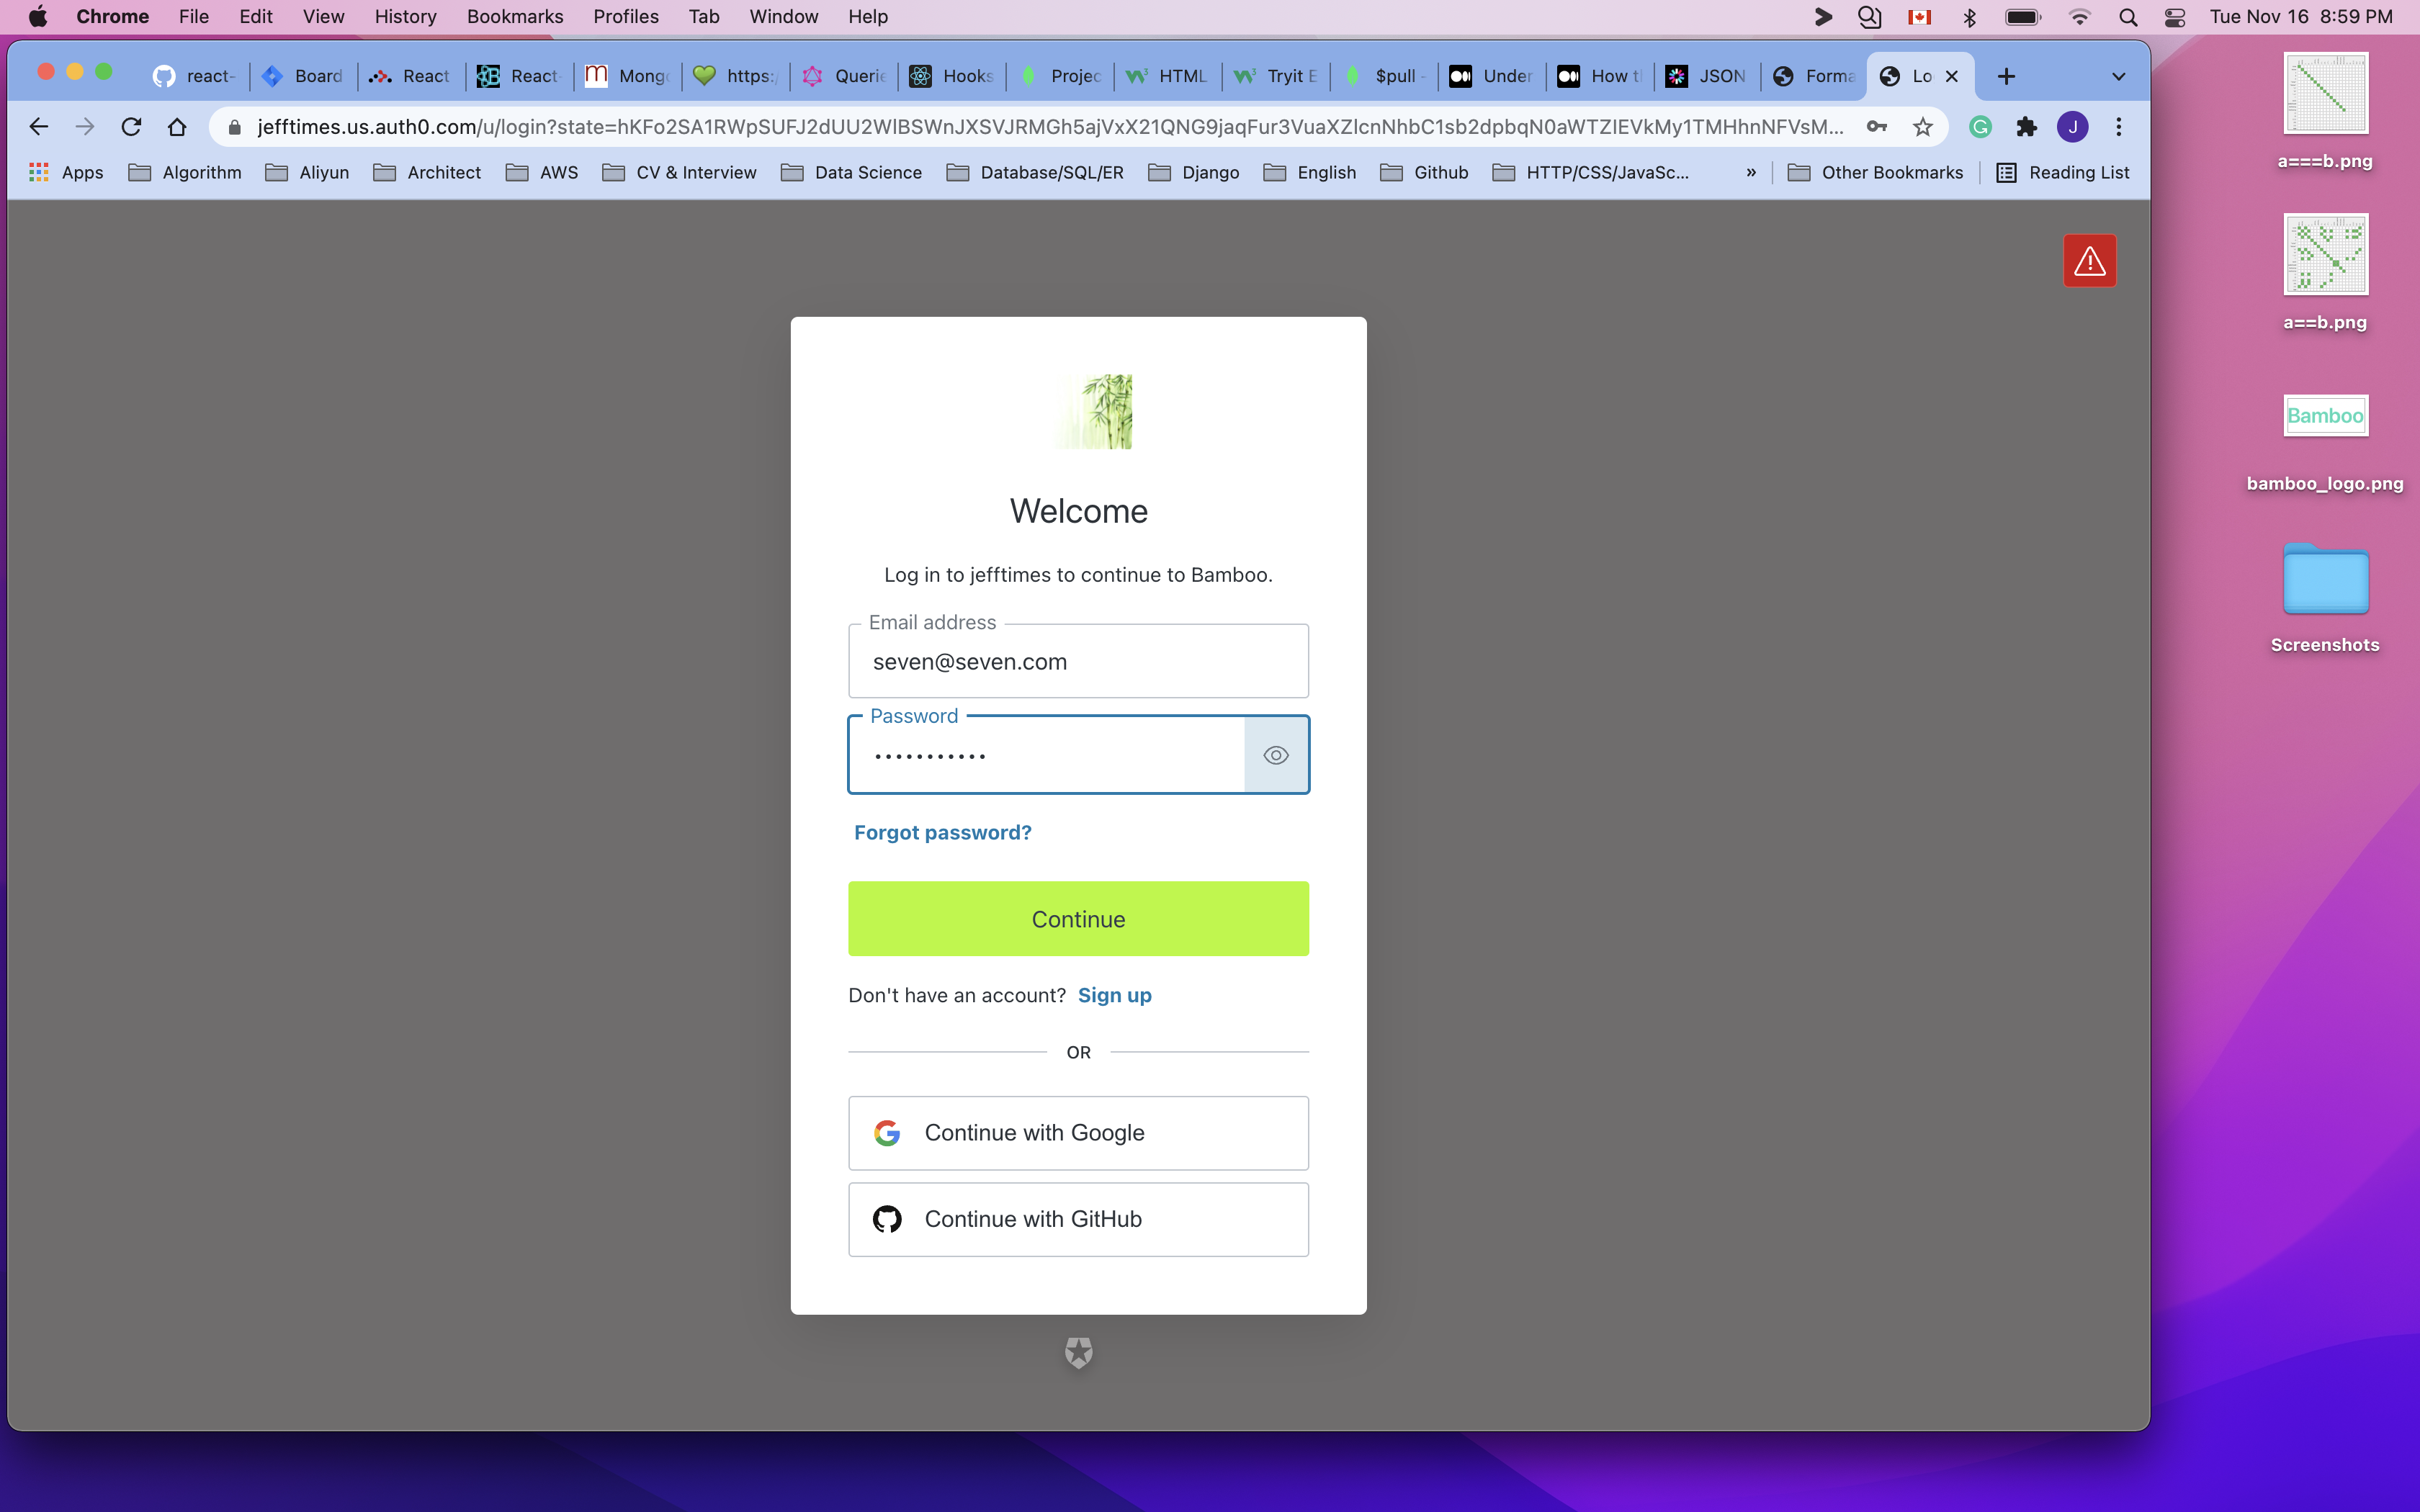 Chrome File Edit View History Bookmarks Profiles Tab Window Help Tue Nov 16 8:59 PM
react- Board React React- Mong https:/ Querie Hooks Projec HTML Tryit E $pull - Under How t JSON Forma Lo
jefftimes.us.auth0.com/u/login?state=
Apps Algorithm Aliyun Architect AWS CV & Interview Data Science Database/SQL/ER Django English Github HTTP/CSS/JavaSc... » Other Bookmarks Reading List
a===b.png
a==b.png
Bamboo
bamboo_logo.png
Screenshots
Welcome
Log in to jefftimes to continue to Bamboo.
Email address
seven@seven.com
Password
Forgot password?
Continue
Don't have an account? Sign up
OR
Continue with Google
Continue with GitHub